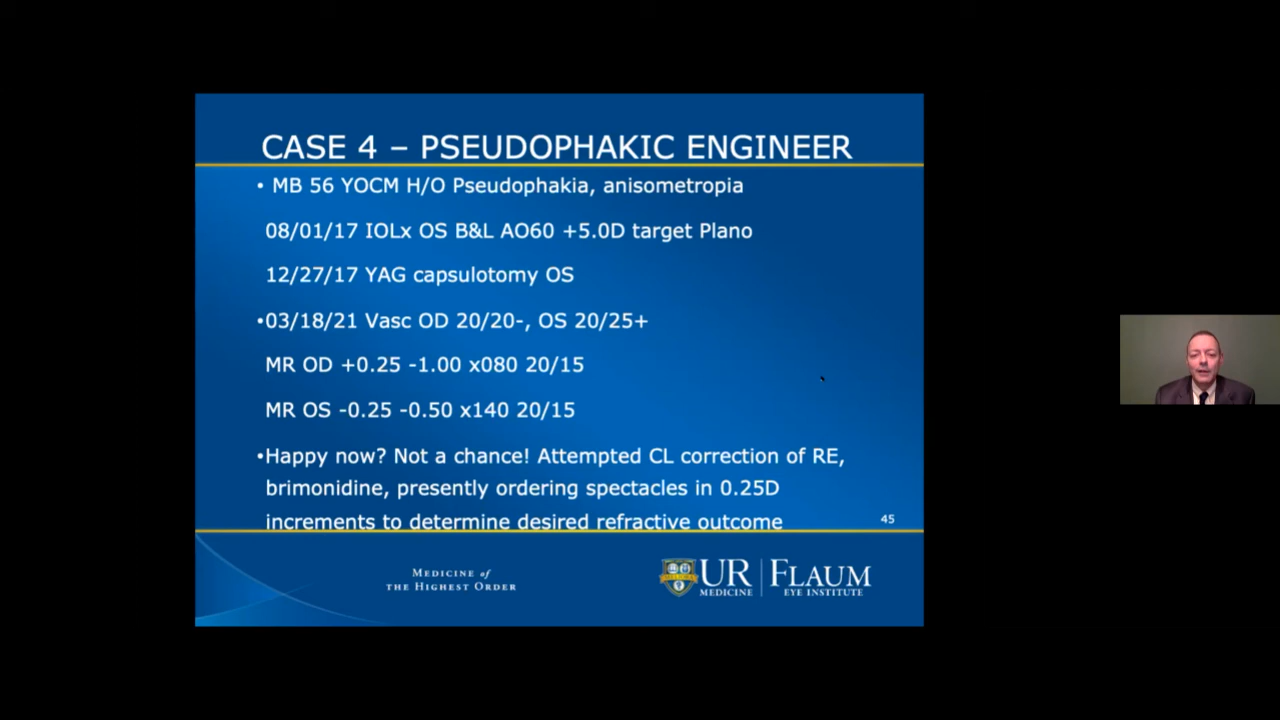 CASE 4 – PSEUDOPHAKIC ENGINEER
• MB 56 YOCM H/O Pseudophakia, anisometropia
08/01/17 IOLx OS B&L AO60 +5.0D target Plano
12/27/17 YAG capsulotomy OS
•03/18/21 Vasc OD 20/20-, OS 20/25+
MR OD +0.25 -1.00 x080 20/15
MR OS -0.25 -0.50 x140 20/15
•Happy now? Not a chance! Attempted CL correction of RE,
brimonidine, presently ordering spectacles in 0.25D
increments to determine desired refractive outcome
45
MEDICINE of
THE HIGHEST ORDER
UR
MEDICINE
FLAUM
EYE INSTITUTE